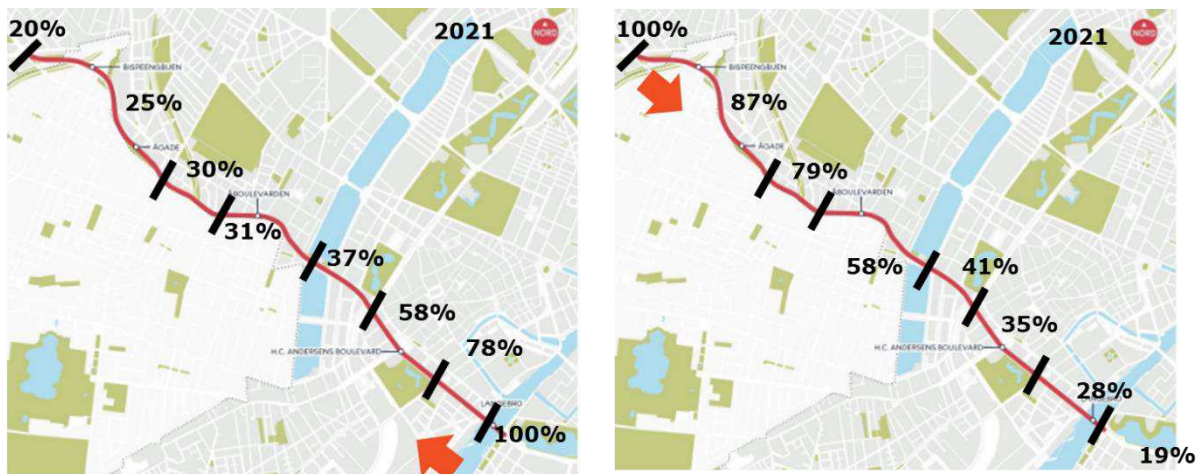 20%
2021
NORD
BISPEENGBUEN
25%
ÅGADE
30%
ÅBOULEVARDEN
31%
37%
58%
78%
H.C. ANDERSENS BOULEVARD
LANGEBRO
100%
100%
2021
NORD
BISPEENGBUEN
87%
ÅGADE
79%
ÅBOULEVARDEN
58%
41%
35%
H.C. ANDERSENS BOULEVARD
28%
19%